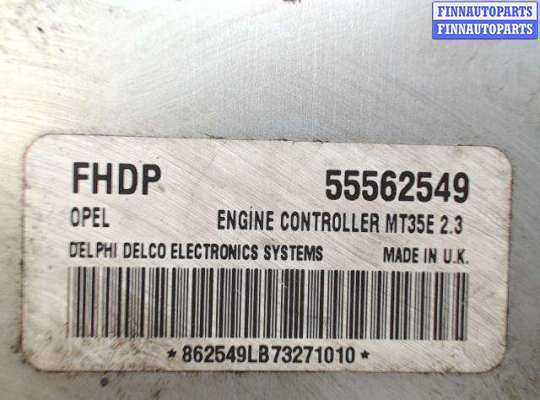 FINNAUTOPARTS
FINNAUTOPARTS
FHDP 55562549
OPEL ENGINE CONTROLLER MT35E 2.3
DELPHI DELCO ELECTRONICS SYSTEMS MADE IN U.K.
*862549LB73271010*